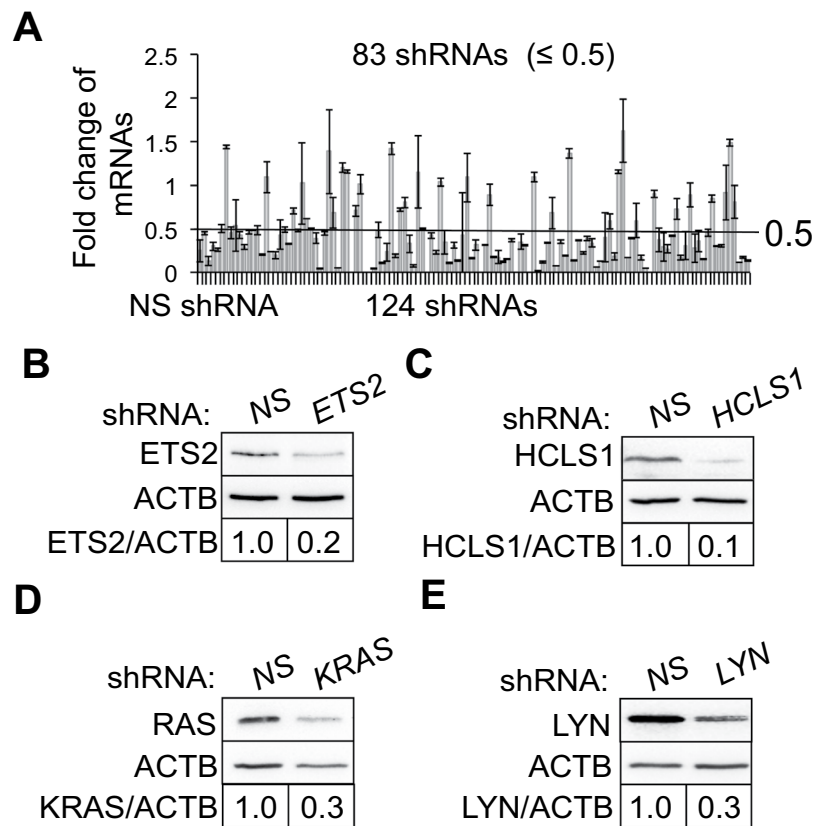 A
83 shRNAs (≤ 0.5)
Fold change of
mRNAs
2.5
2
1.5
1
0.5
0
0.5
NS shRNA 124 shRNAs
B
shRNA: NS ETS2
ETS2
ACTB
ETS2/ACTB 1.0 0.2
C
shRNA: NS HCLS1
HCLS1
ACTB
HCLS1/ACTB 1.0 0.1
D
shRNA: NS KRAS
RAS
ACTB
KRAS/ACTB 1.0 0.3
E
shRNA: NS LYN
LYN
ACTB
LYN/ACTB 1.0 0.3